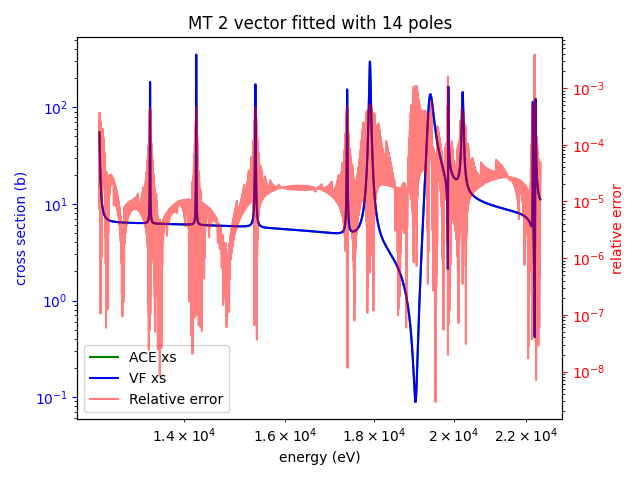 MT 2 vector fitted with 14 poles
cross section (b)
10²
10¹
10⁰
10⁻¹
relative error
10⁻³
10⁻⁴
10⁻⁵
10⁻⁶
10⁻⁷
10⁻⁸
ACE xs
VF xs
Relative error
1.4 × 10⁴
1.6 × 10⁴
1.8 × 10⁴
2 × 10⁴
2.2 × 10⁴
energy (eV)